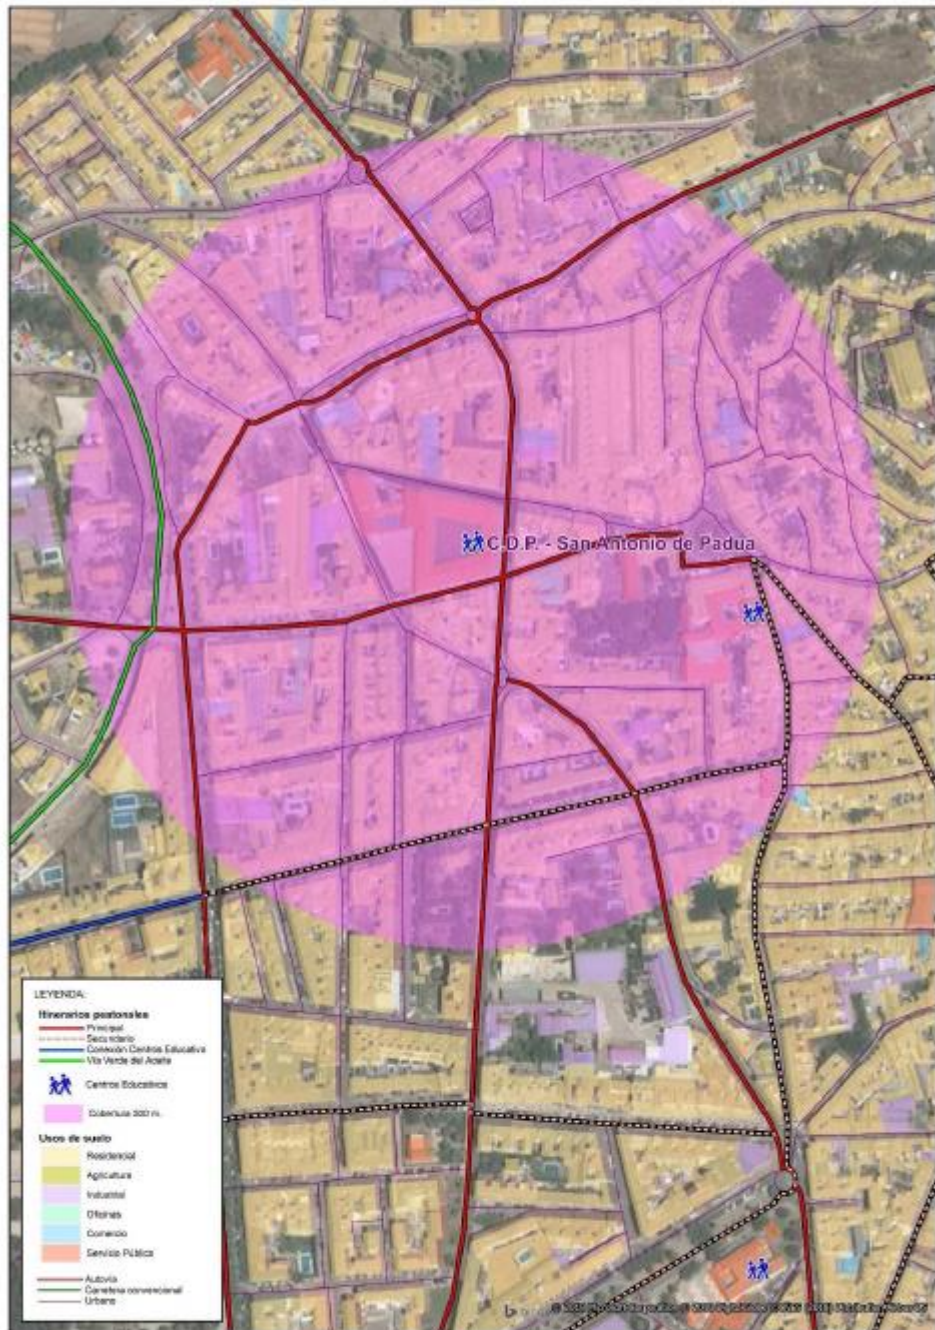 C.D.P. - San Antonio de Padua
LEYENDA:
Itinerarios peatonales
Principal
Secundario
Conexión Centros Educativos
Vía Verde del Aceite
Centros Educativos
Cobertura 300 m.
Usos de suelo
Residencial
Agricultura
Industrial
Oficinas
Comercio
Servicio Público
Autovía
Carretera convencional
Urbano